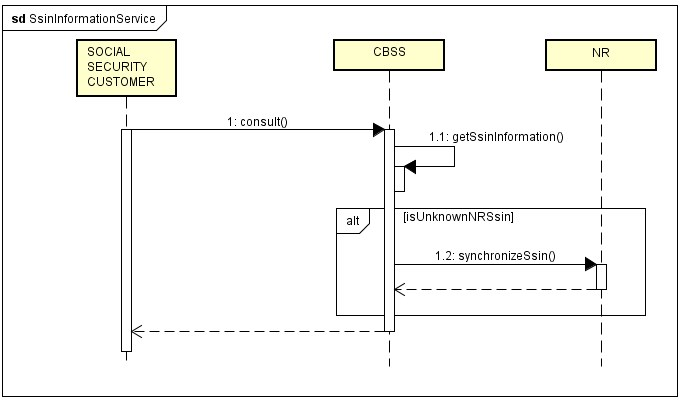 sd SsinInformationService
SOCIAL
SECURITY
CUSTOMER
CBSS
NR
1: consult()
1.1: getSsinInformation()
alt
[isUnknownNRSsin]
1.2: synchronizeSsin()